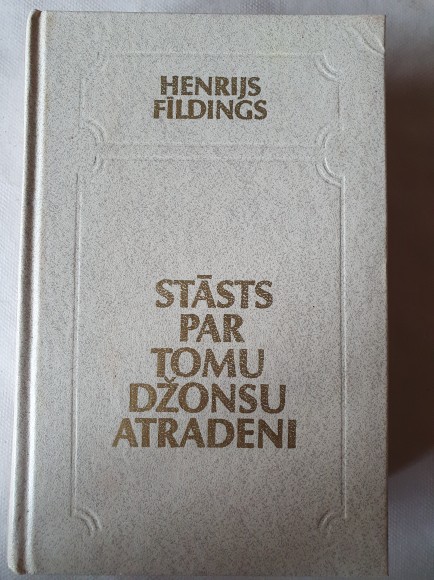 HENRIJS
FĪLDINGS
STĀSTS
PAR
TOMU
DŽONSU
ATRADENI